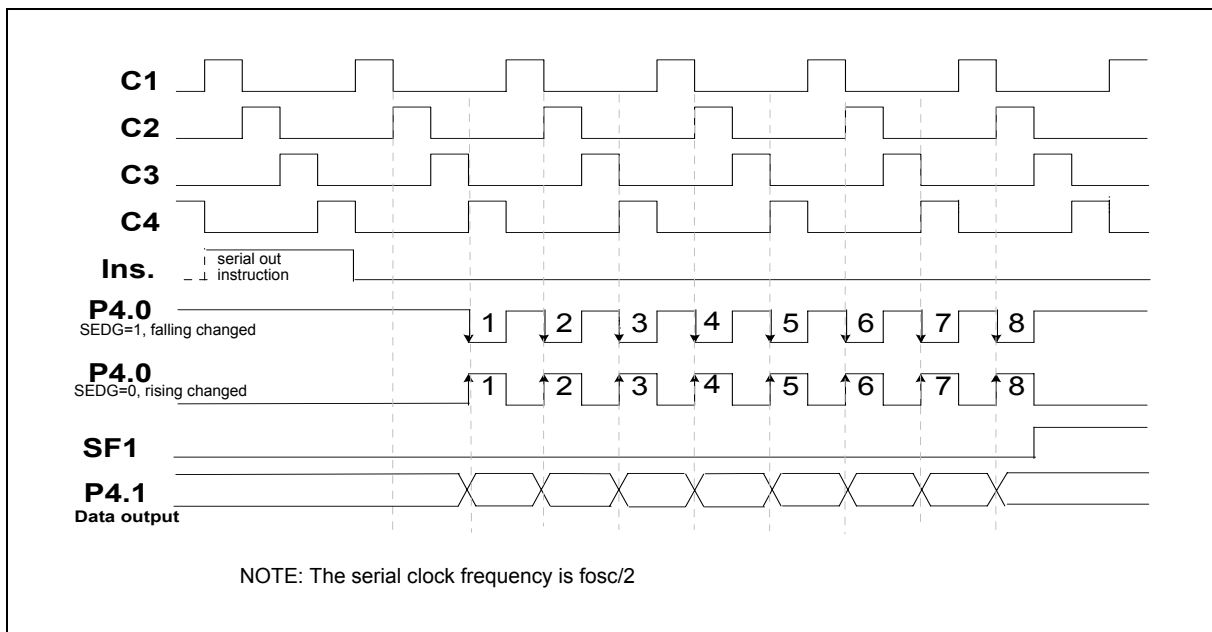 C1
C2
C3
C4
Ins.
serial out
instruction
P4.0
SEDG=1, falling changed
1 2 3 4 5 6 7 8
P4.0
SEDG=0, rising changed
1 2 3 4 5 6 7 8
SF1
P4.1
Data output
NOTE: The serial clock frequency is fosc/2